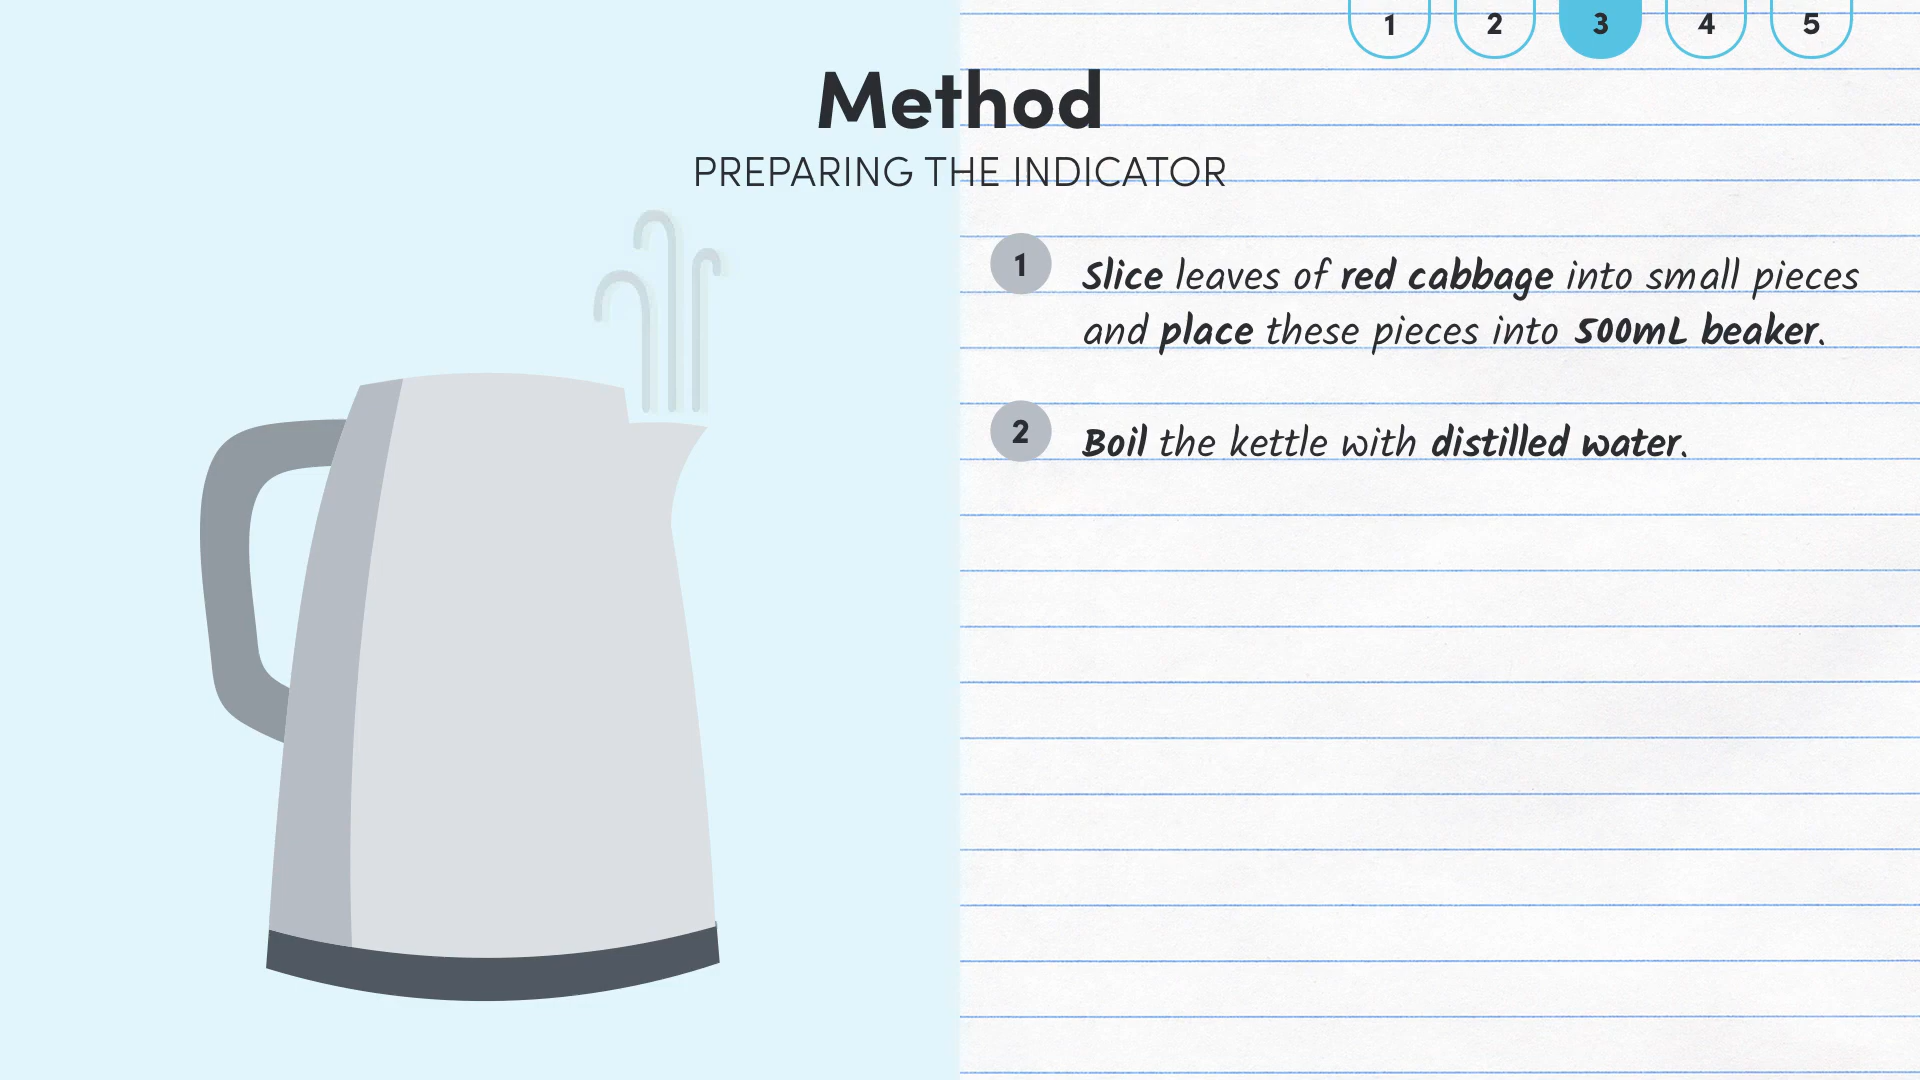 1 2 3 4 5
Method
PREPARING THE INDICATOR
1 Slice leaves of red cabbage into small pieces
and place these pieces into 500mL beaker.
2 Boil the kettle with distilled water.